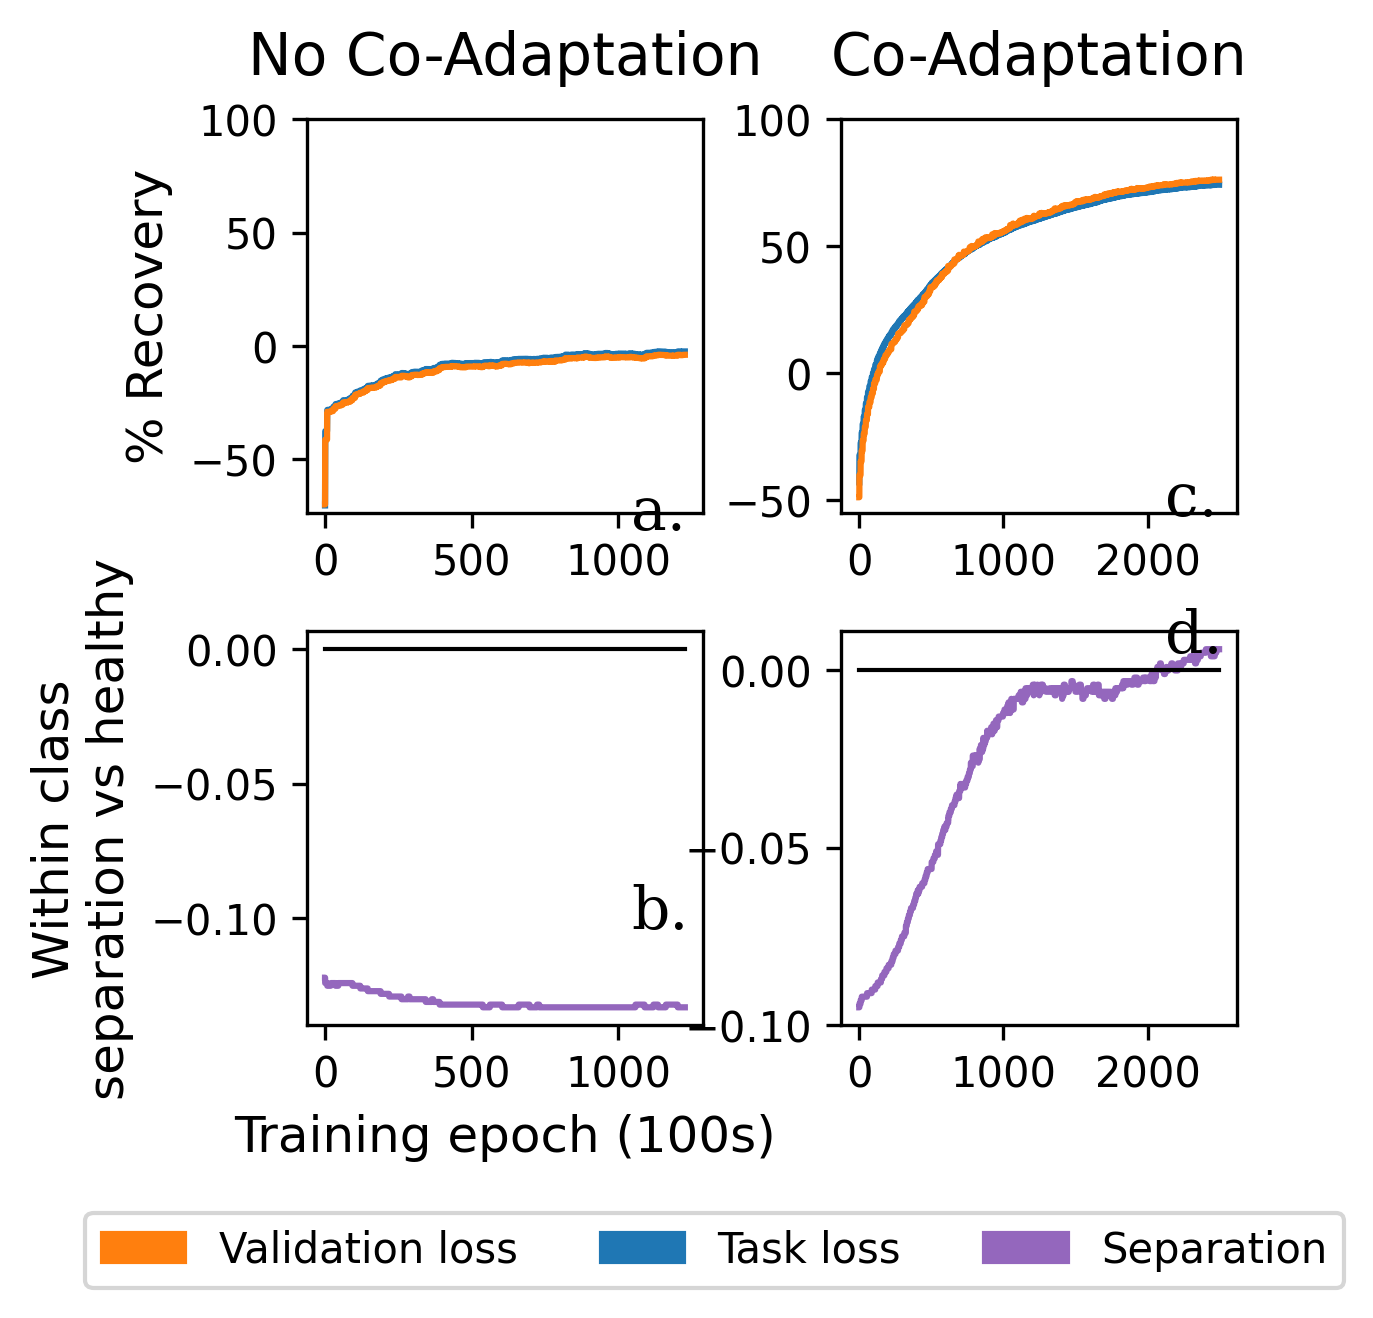 No Co-Adaptation
Co-Adaptation
% Recovery
100
50
0
−50
0
500
1000
a.
100
50
0
−50
0
1000
2000
c.
Within class
separation vs healthy
0.00
−0.05
−0.10
0
500
1000
b.
0.00
−0.05
−0.10
0
1000
2000
d.
Training epoch (100s)
Validation loss
Task loss
Separation